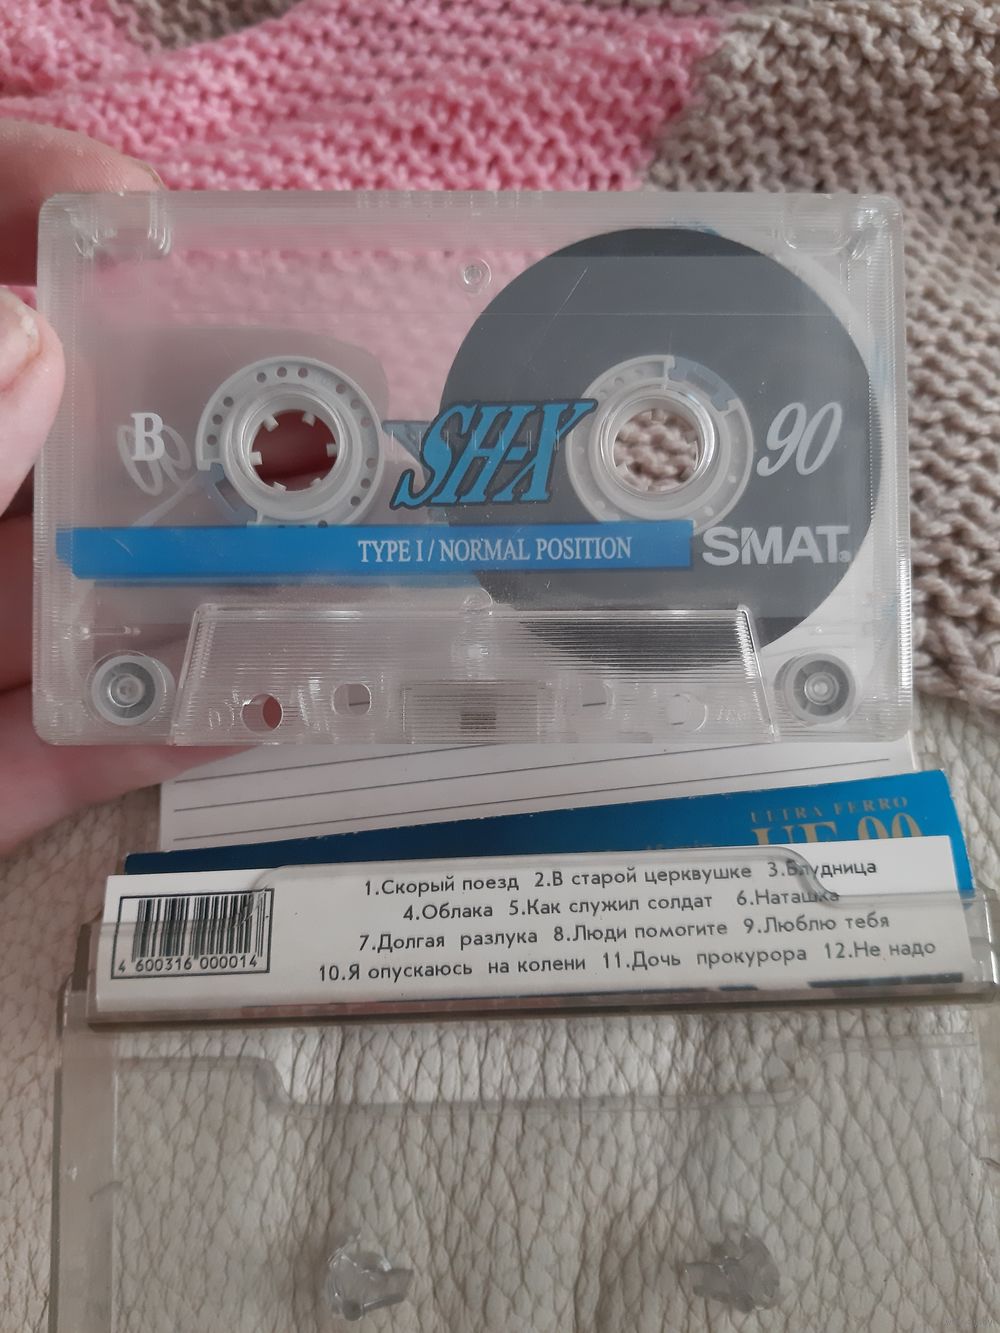 B
SH-X
90
TYPE I / NORMAL POSITION
SMAT
ULTRA FERRO
1.Скорый поезд 2.В старой церквушке 3.Блудница
4.Облака 5.Как служил солдат 6.Наташка
7.Долгая разлука 8.Люди помогите 9.Люблю тебя
10.Я опускаюсь на колени 11.Дочь прокурора 12.Не надо
4 600316 000014